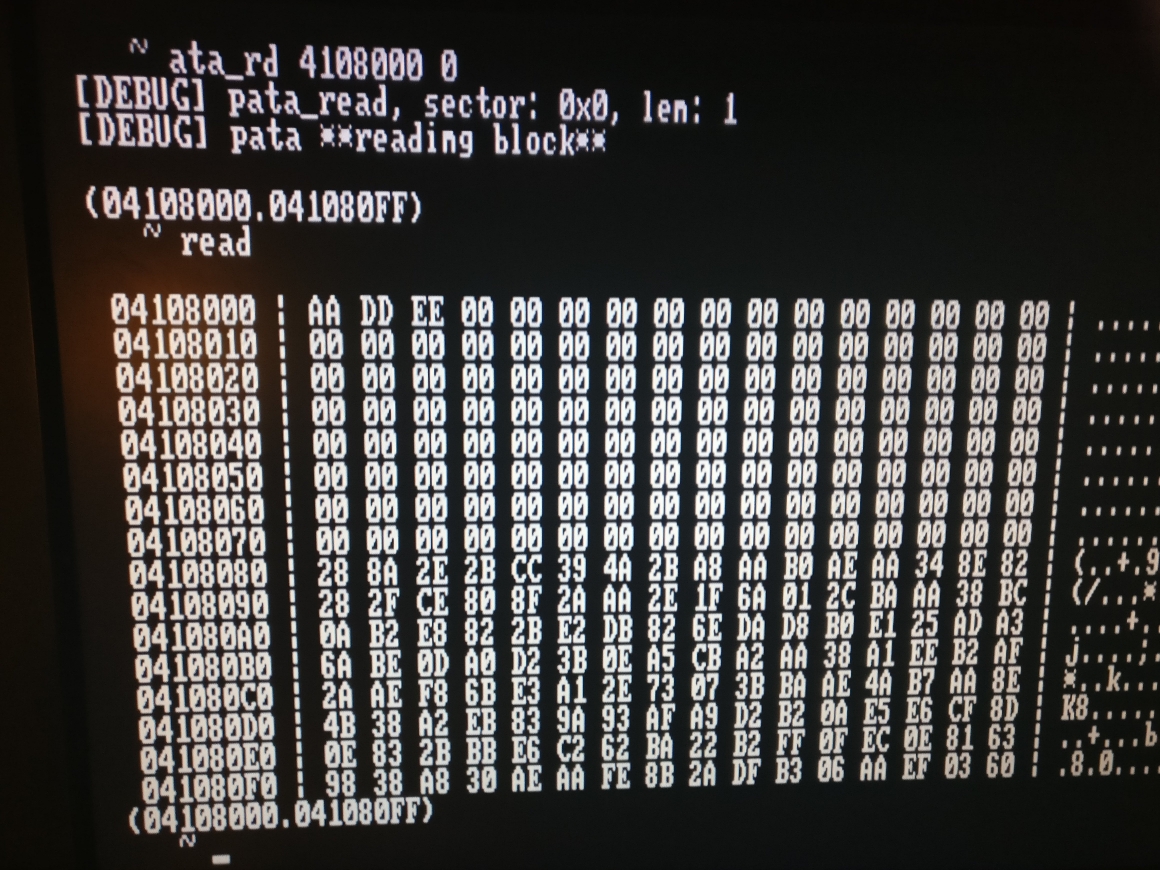 ~ ata_rd 4108000 0
[DEBUG] pata_read, sector: 0x0, len: 1
[DEBUG] pata **reading block**
(04108000.041080FF)
~ read
04108000 ¦ AA DD EE 00 00 00 00 00 00 00 00 00 00 00 00 00 ¦ .....
04108010 ¦ 00 00 00 00 00 00 00 00 00 00 00 00 00 00 00 00 ¦ .....
04108020 ¦ 00 00 00 00 00 00 00 00 00 00 00 00 00 00 00 00 ¦ .....
04108030 ¦ 00 00 00 00 00 00 00 00 00 00 00 00 00 00 00 00 ¦ .....
04108040 ¦ 00 00 00 00 00 00 00 00 00 00 00 00 00 00 00 00 ¦ .....
04108050 ¦ 00 00 00 00 00 00 00 00 00 00 00 00 00 00 00 00 ¦ ......
04108060 ¦ 00 00 00 00 00 00 00 00 00 00 00 00 00 00 00 00 ¦ ......
04108070 ¦ 00 00 00 00 00 00 00 00 00 00 00 00 00 00 00 00 ¦ ......
04108080 ¦ 28 8A 2E 2B CC 39 4A 2B A8 AA B0 AE AA 34 8E 82 ¦ (..+.9
04108090 ¦ 28 2F CE 80 8F 2A AA 2E 1F 6A 01 2C BA AA 38 BC ¦ (/...*
041080A0 ¦ 0A B2 E8 82 2B E2 DB 82 6E DA D8 B0 E1 25 AD A3 ¦ ....+.
041080B0 ¦ 6A BE 0D A0 D2 3B 0E A5 CB A2 AA 38 A1 EE B2 AF ¦ j....;.
041080C0 ¦ 2A AE F8 6B E3 A1 2E 73 07 3B BA AE 4A B7 AA 8E ¦ *..k...
041080D0 ¦ 4B 38 A2 EB 83 9A 93 AF A9 D2 B2 0A E5 E6 CF 8D ¦ K8.....
041080E0 ¦ 0E 83 2B BB E6 C2 62 BA 22 B2 FF 0F EC 0E 81 63 ¦ ..+...b
041080F0 ¦ 98 38 A8 30 AE AA FE 8B 2A DF B3 06 AA EF 03 60 ¦ .8.0....
(04108000.041080FF)
~
_